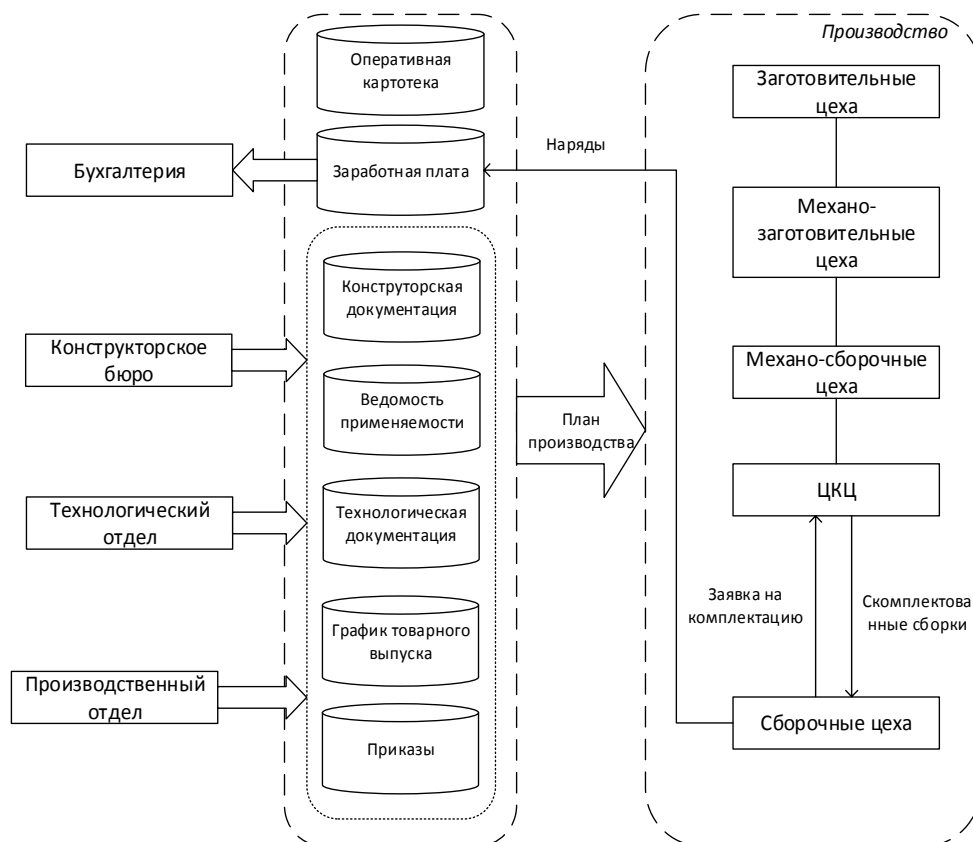 Производство
Оперативная
картотека
Заготовительные
цеха
Бухгалтерия
Заработная плата
Наряды
Механо-
заготовительные
цеха
Конструторская
документация
Конструкторское
бюро
Механо-сборочные
цеха
Ведомость
применяемости
План
производства
ЦКЦ
Технологический
отдел
Технологическая
документация
Заявка на
комплектацию
Скомплектова
нные сборки
График товарного
выпуска
Производственный
отдел
Приказы
Сборочные цеха